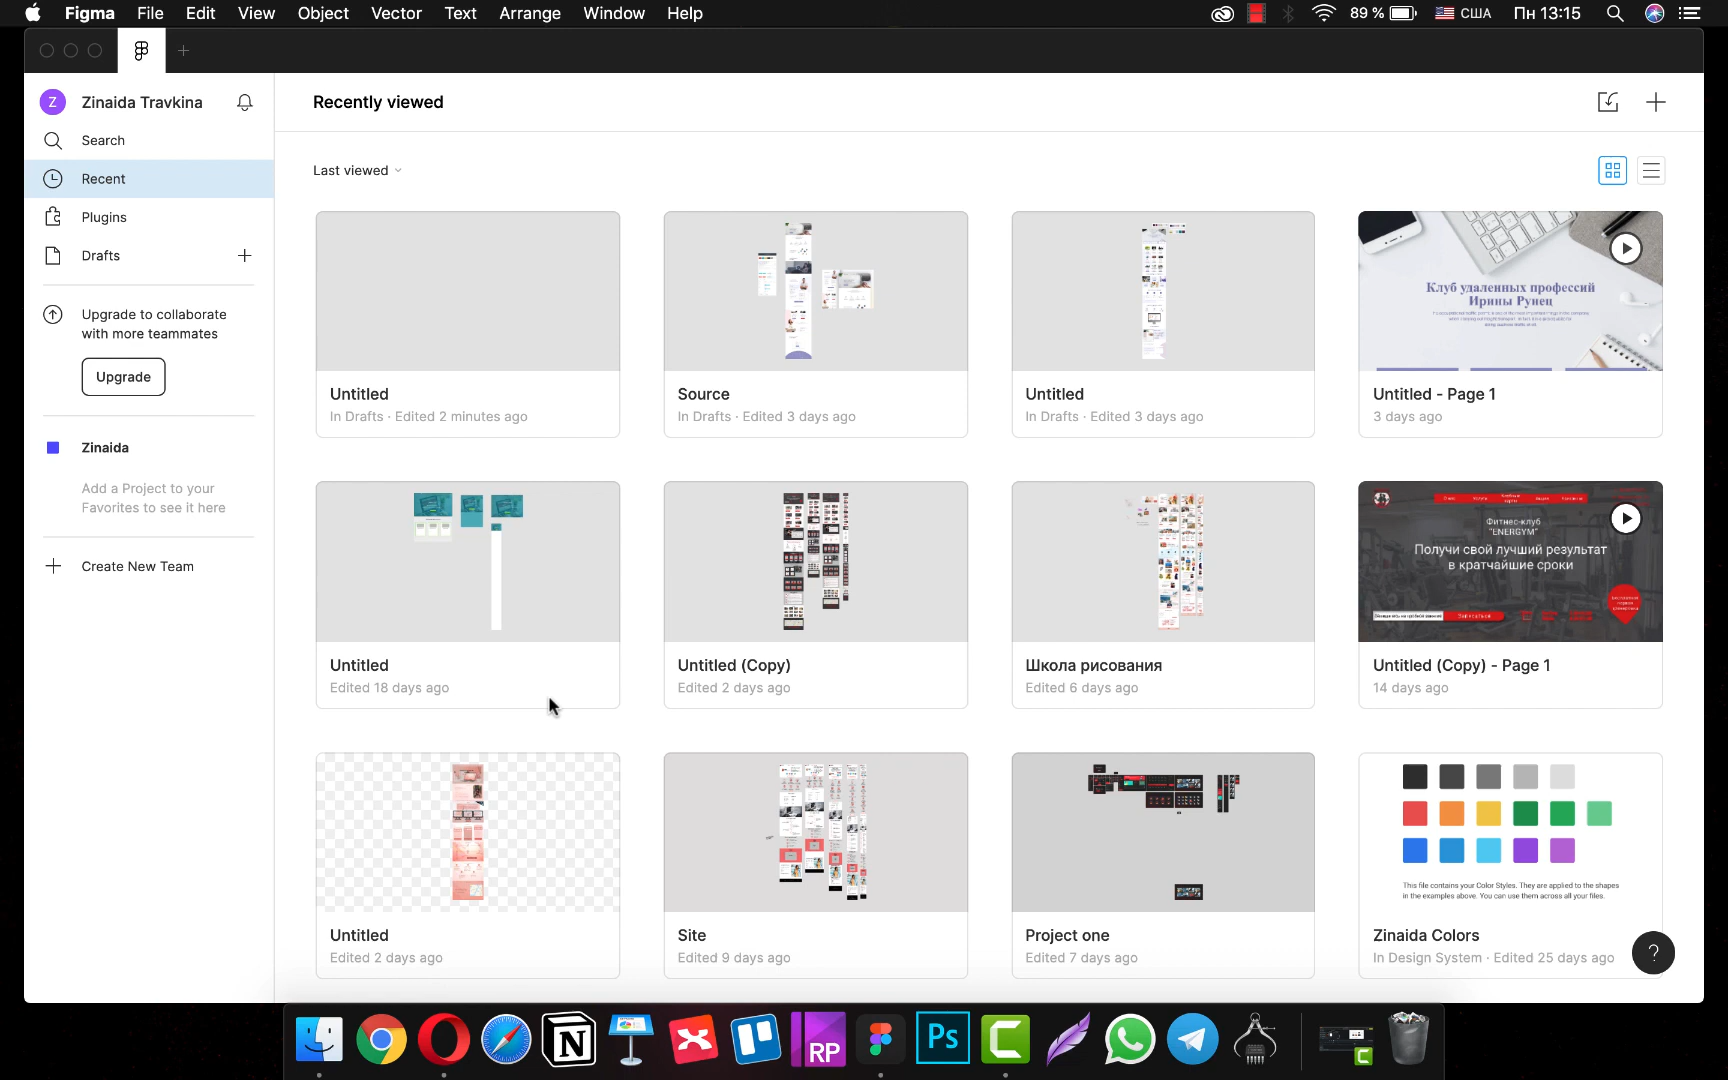 Figma File Edit View Object Vector Text Arrange Window Help
89 % США Пн 13:15
Z Zinaida Travkina
Search
Recent
Plugins
Drafts
Upgrade to collaborate
with more teammates
Upgrade
Zinaida
Add a Project to your
Favorites to see it here
Create New Team
Recently viewed
Last viewed
Untitled
In Drafts · Edited 2 minutes ago
Source
In Drafts · Edited 3 days ago
Untitled
In Drafts · Edited 3 days ago
Клуб удаленных профессий
Ирины Рунец
Untitled - Page 1
3 days ago
Untitled
Edited 18 days ago
Untitled (Copy)
Edited 2 days ago
Школа рисования
Edited 6 days ago
Фитнес-клуб
"ENERGYM"
Получи свой лучший результат
в кратчайшие сроки
Записаться
Untitled (Copy) - Page 1
14 days ago
Untitled
Edited 2 days ago
Site
Edited 9 days ago
Project one
Edited 7 days ago
This file contains your Color Styles. They are applied to the shapes
in the examples above. You can use them across all your files.
Zinaida Colors
In Design System · Edited 25 days ago
?
N
RP
Ps
C